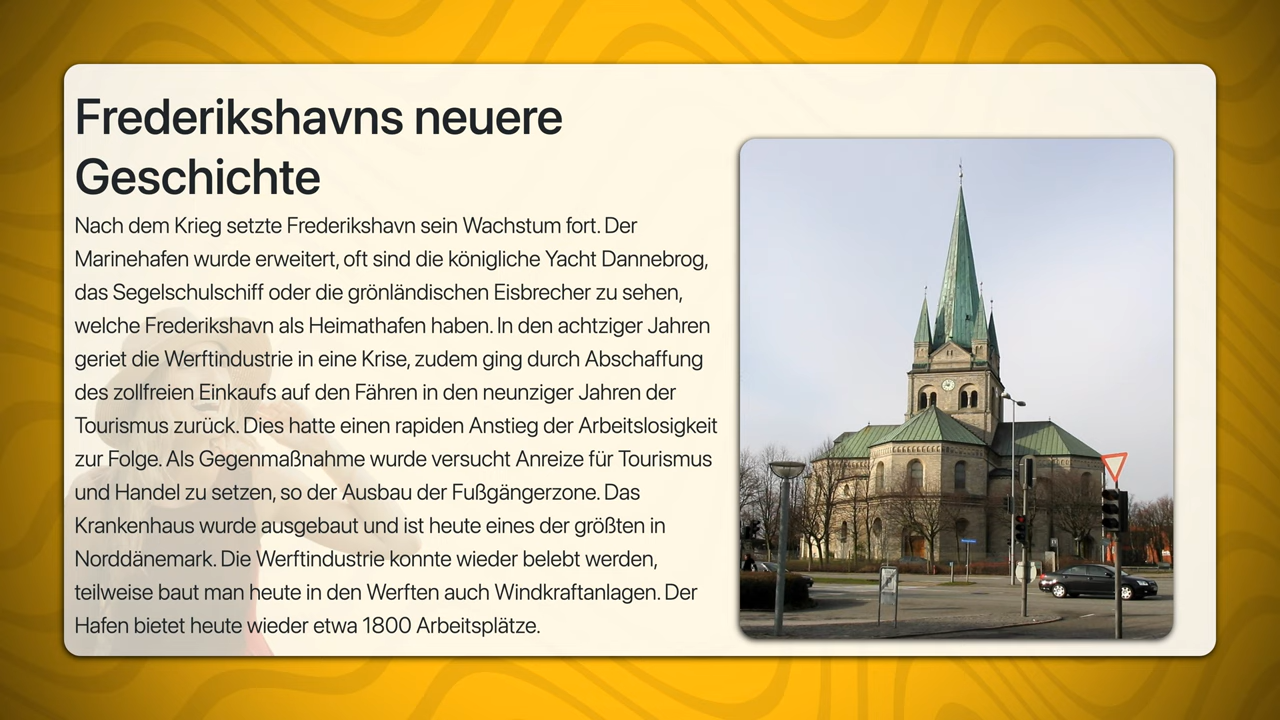 Frederikshavns neuere
Geschichte
Nach dem Krieg setzte Frederikshavn sein Wachstum fort. Der
Marinehafen wurde erweitert, oft sind die königliche Yacht Dannebrog,
das Segelschulschiff oder die grönländischen Eisbrecher zu sehen,
welche Frederikshavn als Heimathafen haben. In den achtziger Jahren
geriet die Werftindustrie in eine Krise, zudem ging durch Abschaffung
des zollfreien Einkaufs auf den Fähren in den neunziger Jahren der
Tourismus zurück. Dies hatte einen rapiden Anstieg der Arbeitslosigkeit
zur Folge. Als Gegenmaßnahme wurde versucht Anreize für Tourismus
und Handel zu setzen, so der Ausbau der Fußgängerzone. Das
Krankenhaus wurde ausgebaut und ist heute eines der größten in
Norddänemark. Die Werftindustrie konnte wieder belebt werden,
teilweise baut man heute in den Werften auch Windkraftanlagen. Der
Hafen bietet heute wieder etwa 1800 Arbeitsplätze.